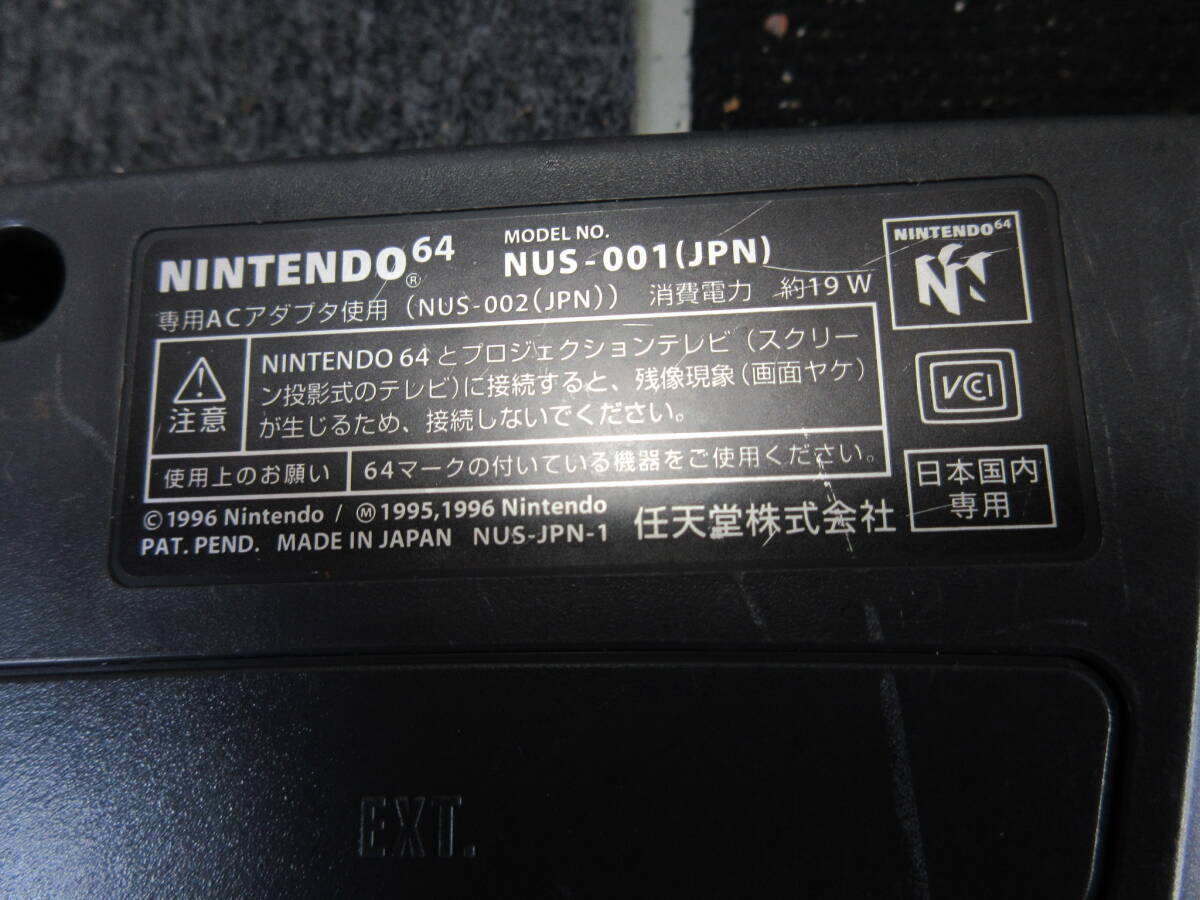 NINTENDO64®
MODEL NO.
NUS-001(JPN)
専用ACアダプタ使用（NUS-002(JPN)） 消費電力 約19 W
注意
NINTENDO 64 とプロジェクションテレビ（スクリー
ン投影式のテレビ)に接続すると、残像現象(画面ヤケ)
が生じるため、接続しないでください。
使用上のお願い
64マークの付いている機器をご使用ください。
©1996 Nintendo / Ⓜ1995,1996 Nintendo
PAT. PEND. MADE IN JAPAN NUS-JPN-1
任天堂株式会社
NINTENDO64
VCCI
日本国内
専用
EXT.